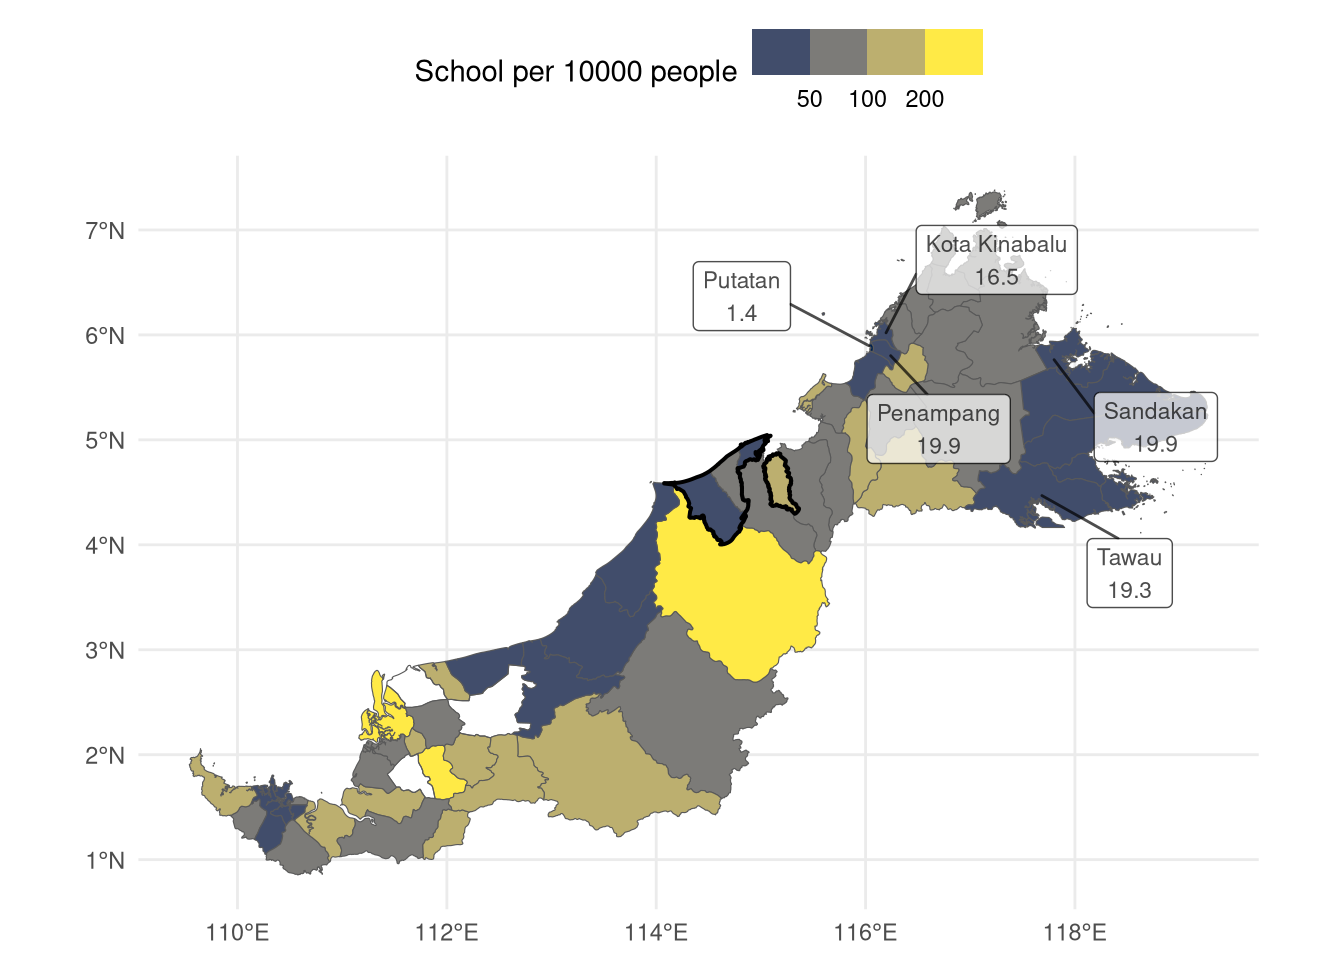 School per 10000 people
50 100 200
7°N
6°N
5°N
4°N
3°N
2°N
1°N
Kota Kinabalu
16.5
Putatan
1.4
Penampang
19.9
Sandakan
19.9
Tawau
19.3
110°E 112°E 114°E 116°E 118°E